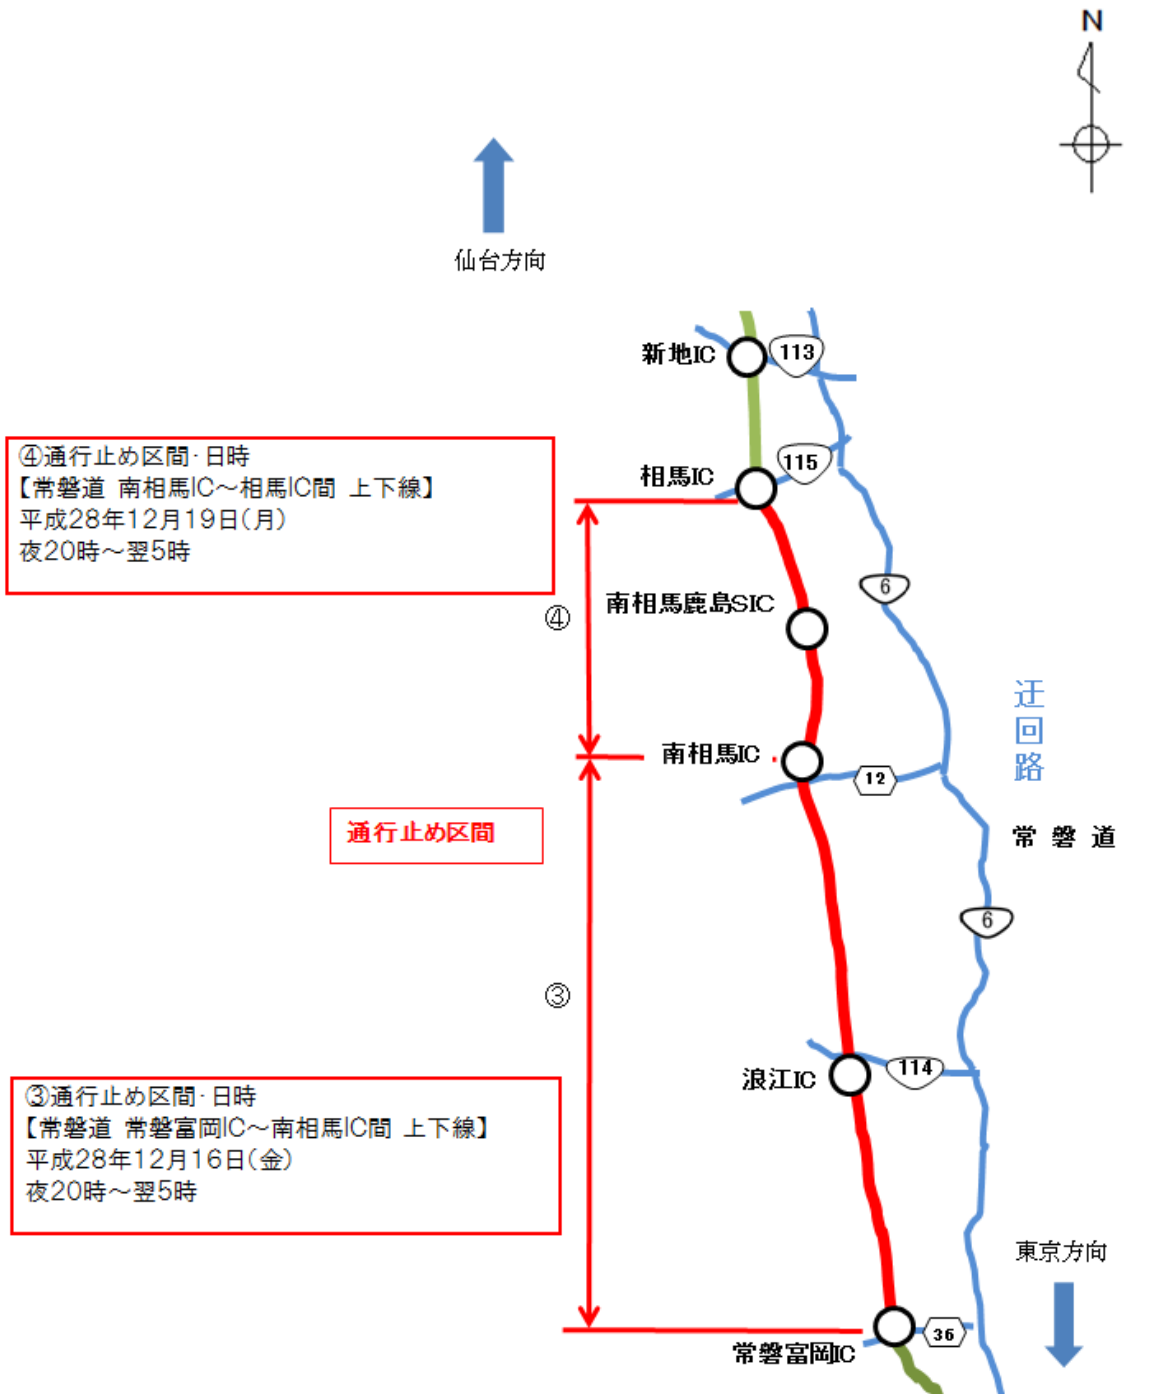 N
仙台方向
新地IC
113
④通行止め区間・日時
【常磐道 南相馬IC～相馬IC間 上下線】
平成28年12月19日(月)
夜20時～翌5時
相馬IC
115
6
④
南相馬鹿島SIC
迂回路
南相馬IC
12
通行止め区間
常磐道
6
③
浪江IC
114
③通行止め区間・日時
【常磐道 常磐富岡IC～南相馬IC間 上下線】
平成28年12月16日(金)
夜20時～翌5時
東京方向
36
常磐富岡IC